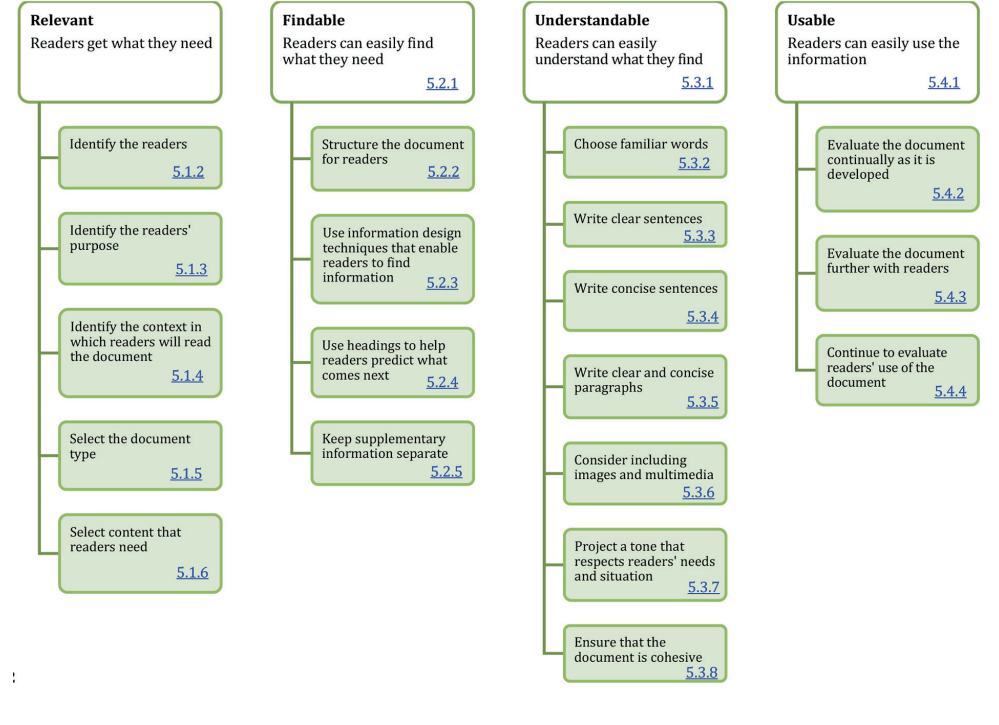 Relevant
Readers get what they need
Identify the readers
5.1.2
Identify the readers'
purpose
5.1.3
Identify the context in
which readers will read
the document
5.1.4
Select the document
type
5.1.5
Select content that
readers need
5.1.6
Findable
Readers can easily find
what they need
5.2.1
Structure the document
for readers
5.2.2
Use information design
techniques that enable
readers to find
information
5.2.3
Use headings to help
readers predict what
comes next
5.2.4
Keep supplementary
information separate
5.2.5
Understandable
Readers can easily
understand what they find
5.3.1
Choose familiar words
5.3.2
Write clear sentences
5.3.3
Write concise sentences
5.3.4
Write clear and concise
paragraphs
5.3.5
Consider including
images and multimedia
5.3.6
Project a tone that
respects readers' needs
and situation
5.3.7
Ensure that the
document is cohesive
5.3.8
Usable
Readers can easily use the
information
5.4.1
Evaluate the document
continually as it is
developed
5.4.2
Evaluate the document
further with readers
5.4.3
Continue to evaluate
readers' use of the
document
5.4.4